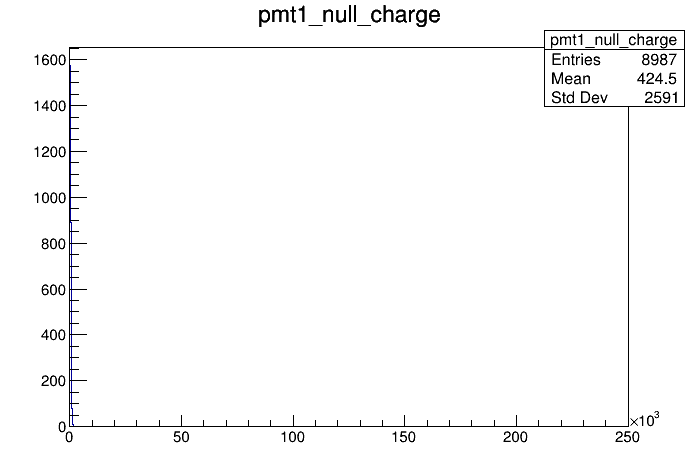 pmt1_null_charge
pmt1_null_charge
Entries 8987
Mean 424.5
Std Dev 2591
1600
1400
1200
1000
800
600
400
200
0
0 50 100 150 200 250
×10³